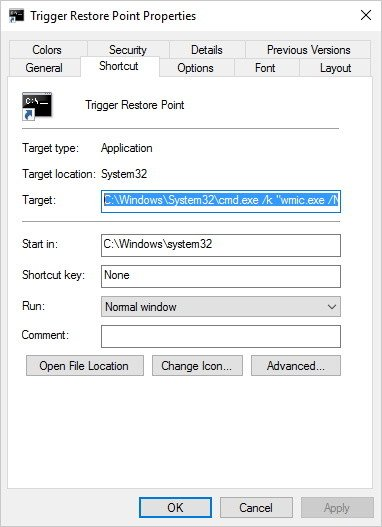 Trigger Restore Point Properties
Colors Security Details Previous Versions
General Shortcut Options Font Layout
C:\
Trigger Restore Point
Target type: Application
Target location: System32
Target: C:\Windows\System32\cmd.exe /k "wmic.exe /N
Start in: C:\Windows\system32
Shortcut key: None
Run: Normal window
Comment:
Open File Location Change Icon... Advanced...
OK Cancel Apply